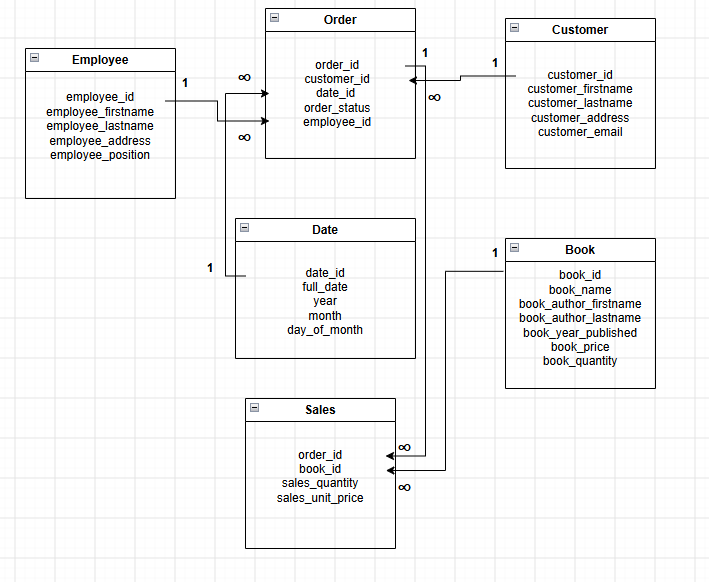 Order
order_id
customer_id
date_id
order_status
employee_id
Customer
customer_id
customer_firstname
customer_lastname
customer_address
customer_email
Employee
employee_id
employee_firstname
employee_lastname
employee_address
employee_position
1
∞
∞
1
1
∞
Date
date_id
full_date
year
month
day_of_month
1
Book
book_id
book_name
book_author_firstname
book_author_lastname
book_year_published
book_price
book_quantity
1
Sales
order_id
book_id
sales_quantity
sales_unit_price
∞
∞